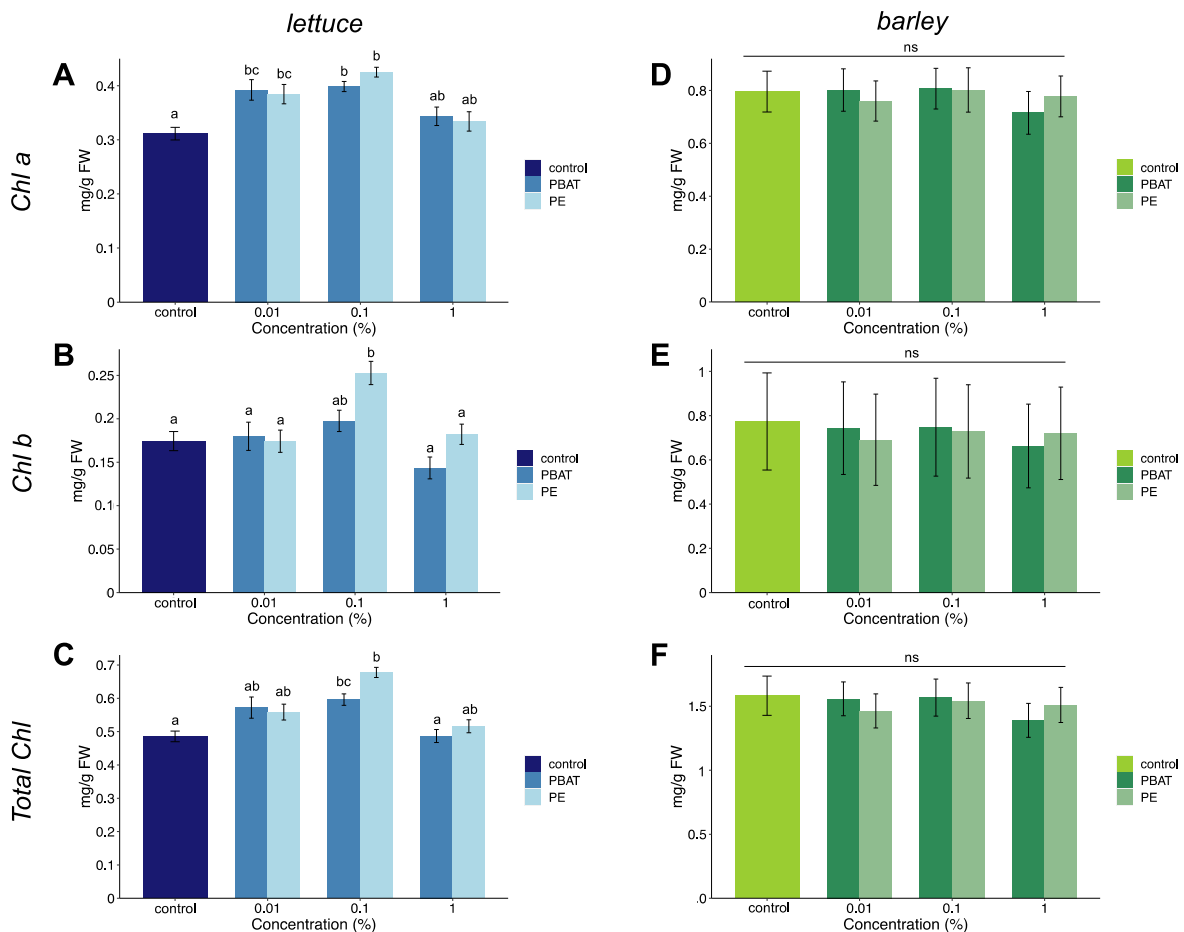 lettuce
barley
A
Chl a
mg/g FW
0.4
0.3
0.2
0.1
0
a
bc
bc
b
b
ab
ab
control
0.01
0.1
1
Concentration (%)
control
PBAT
PE
D
ns
mg/g FW
0.8
0.6
0.4
0.2
0
control
0.01
0.1
1
Concentration (%)
control
PBAT
PE
B
Chl b
mg/g FW
0.25
0.2
0.15
0.1
0.05
0
a
a
a
ab
b
a
a
control
0.01
0.1
1
Concentration (%)
control
PBAT
PE
E
ns
mg/g FW
1
0.8
0.6
0.4
0.2
0
control
0.01
0.1
1
Concentration (%)
control
PBAT
PE
C
Total Chl
mg/g FW
0.7
0.6
0.5
0.4
0.3
0.2
0.1
0
a
ab
ab
bc
b
a
ab
control
0.01
0.1
1
Concentration (%)
control
PBAT
PE
F
ns
mg/g FW
1.5
1
.5
.0
control
0.01
0.1
1
Concentration (%)
control
PBAT
PE